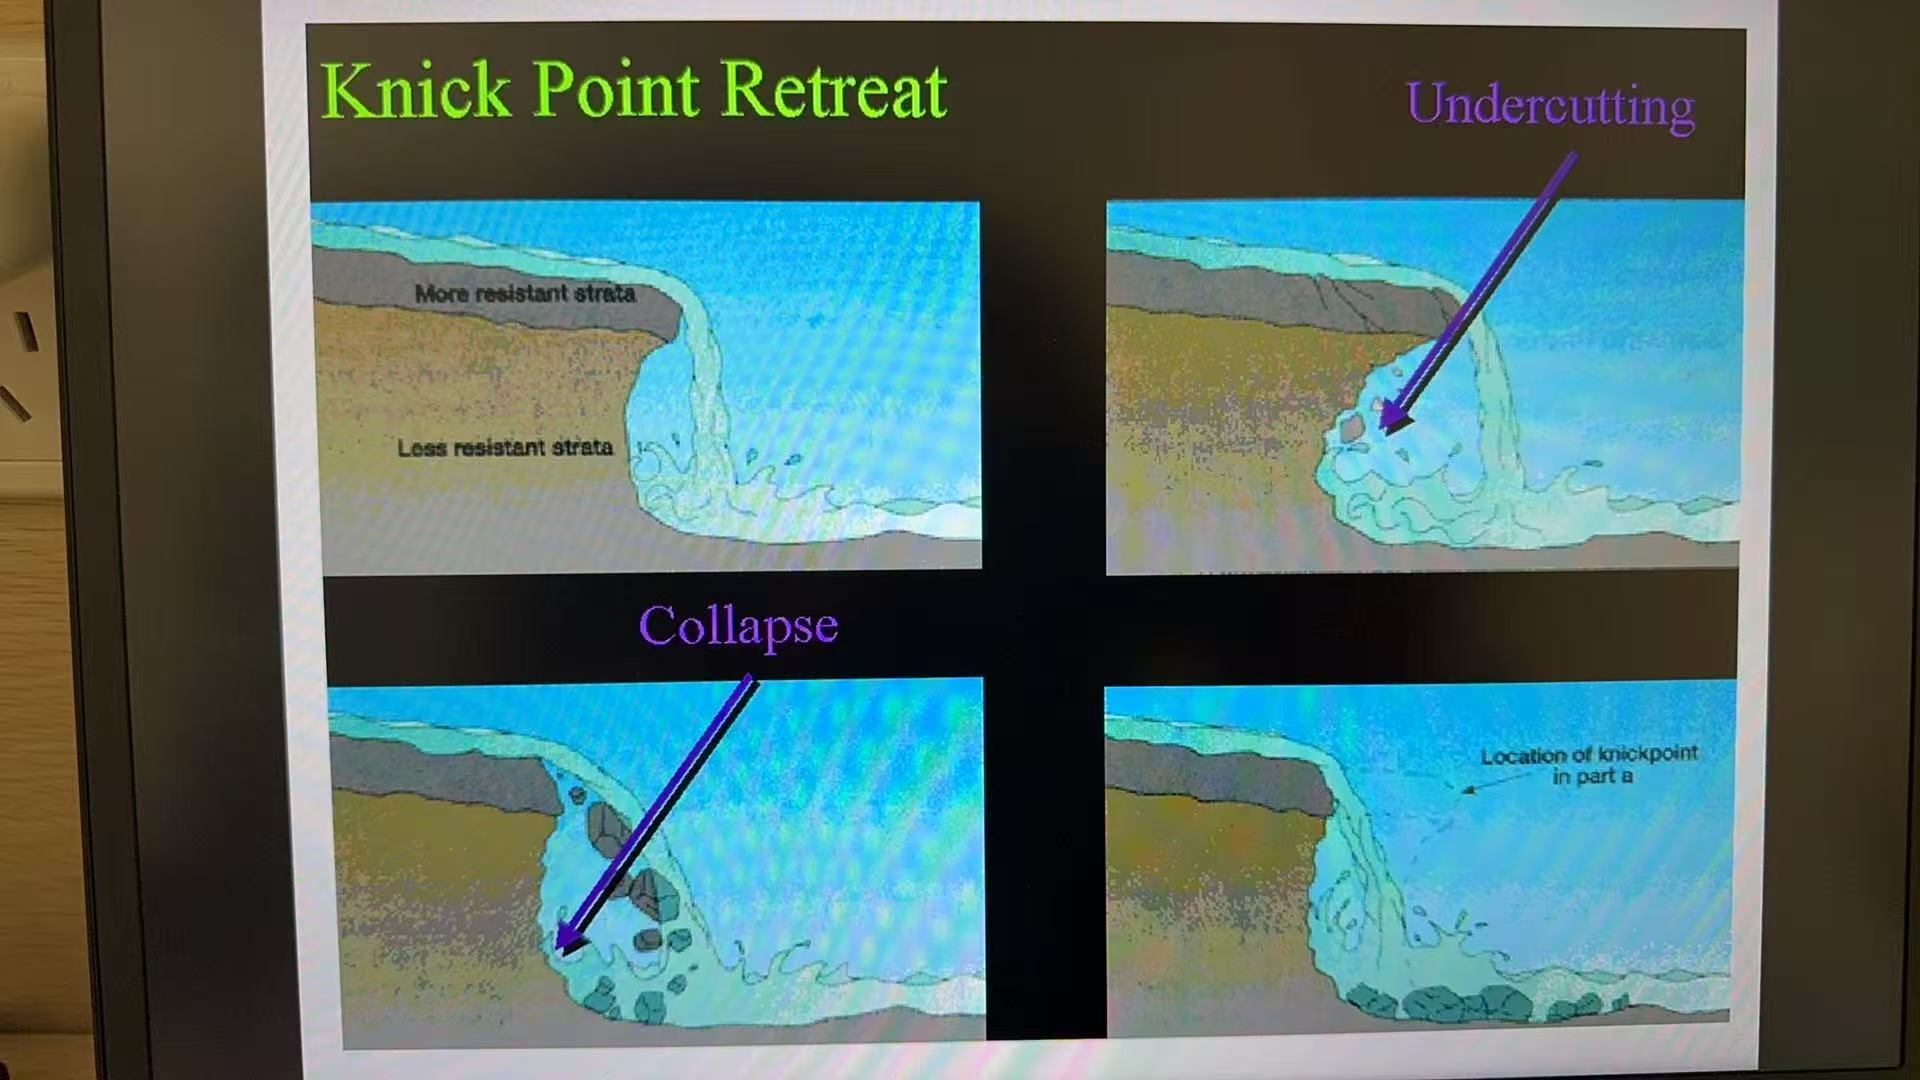 Knick Point Retreat
Undercutting
More resistant strata
Less resistant strata
Collapse
Location of knickpoint
in part a